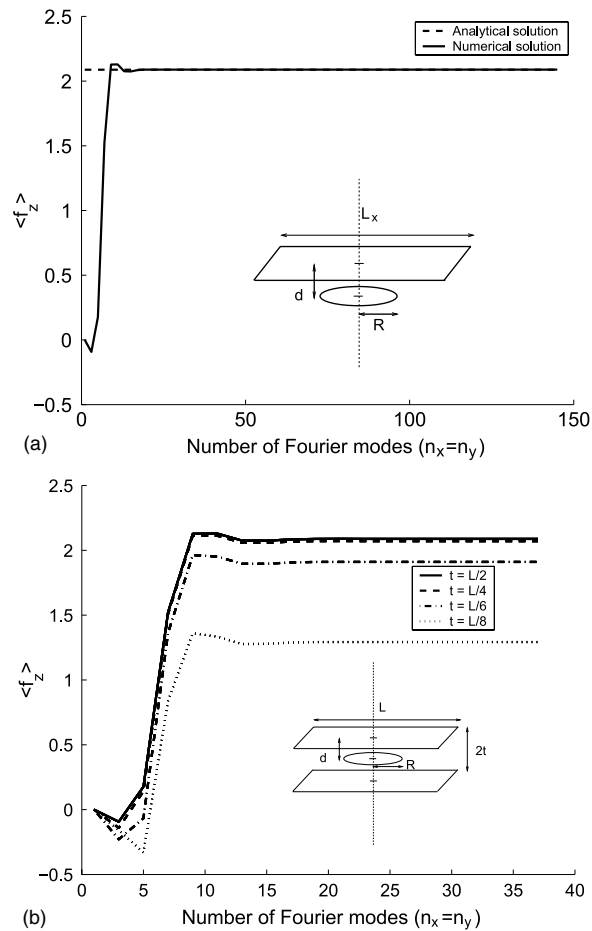 2.5
Analytical solution
Numerical solution
2
1.5
1
0.5
0
−0.5
<f_z>
L_x
d
R
0
50
100
150
(a)
Number of Fourier modes (n_x=n_y)
2.5
2
1.5
1
0.5
0
−0.5
<f_z>
t = L/2
t = L/4
t = L/6
t = L/8
L
d
R
2t
0
5
10
15
20
25
30
35
40
(b)
Number of Fourier modes (n_x=n_y)